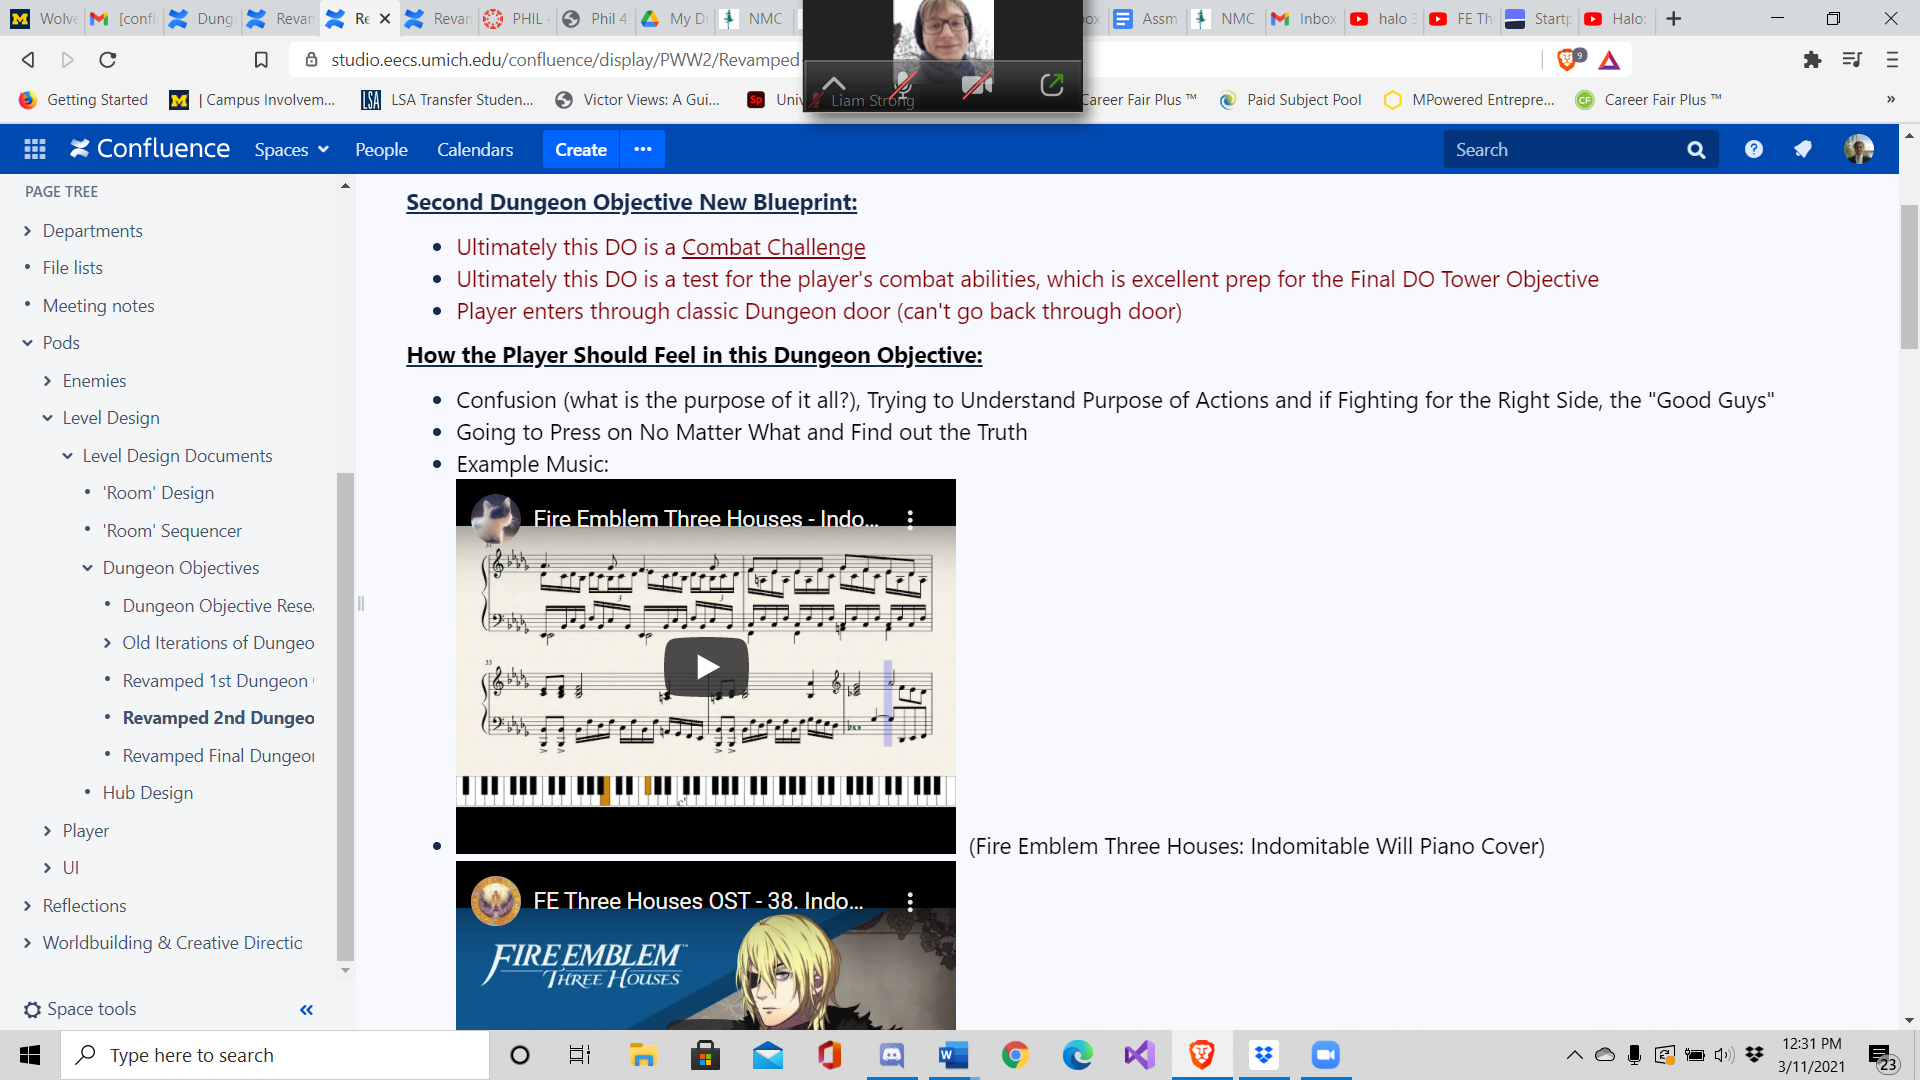 Wolve
[confl
Dung
Revan
Re
Revan
PHIL
Phil 4
My Dr
NMC
Assm
NMC
Inbox
halo 3
FE Thr
Startp
Halo:
studio.eecs.umich.edu/confluence/display/PWW2/Revamped
9
Getting Started
| Campus Involvem...
LSA Transfer Studen...
Victor Views: A Gui...
Career Fair Plus ™
Paid Subject Pool
MPowered Entrepre...
Career Fair Plus ™
»
Liam Strong
Confluence
Spaces
People
Calendars
Create
Search
PAGE TREE
Departments
File lists
Meeting notes
Pods
Enemies
Level Design
Level Design Documents
'Room' Design
'Room' Sequencer
Dungeon Objectives
Dungeon Objective Resea
Old Iterations of Dungeo
Revamped 1st Dungeon
Revamped 2nd Dungeo
Revamped Final Dungeon
Hub Design
Player
UI
Reflections
Worldbuilding & Creative Directio
Space tools
Second Dungeon Objective New Blueprint:
Ultimately this DO is a Combat Challenge
Ultimately this DO is a test for the player's combat abilities, which is excellent prep for the Final DO Tower Objective
Player enters through classic Dungeon door (can't go back through door)
How the Player Should Feel in this Dungeon Objective:
Confusion (what is the purpose of it all?), Trying to Understand Purpose of Actions and if Fighting for the Right Side, the "Good Guys"
Going to Press on No Matter What and Find out the Truth
Example Music:
Fire Emblem Three Houses - Indo...
33
(Fire Emblem Three Houses: Indomitable Will Piano Cover)
FE Three Houses OST - 38. Indo...
FIRE EMBLEM™
THREE HOUSES
Type here to search
12:31 PM
3/11/2021
23